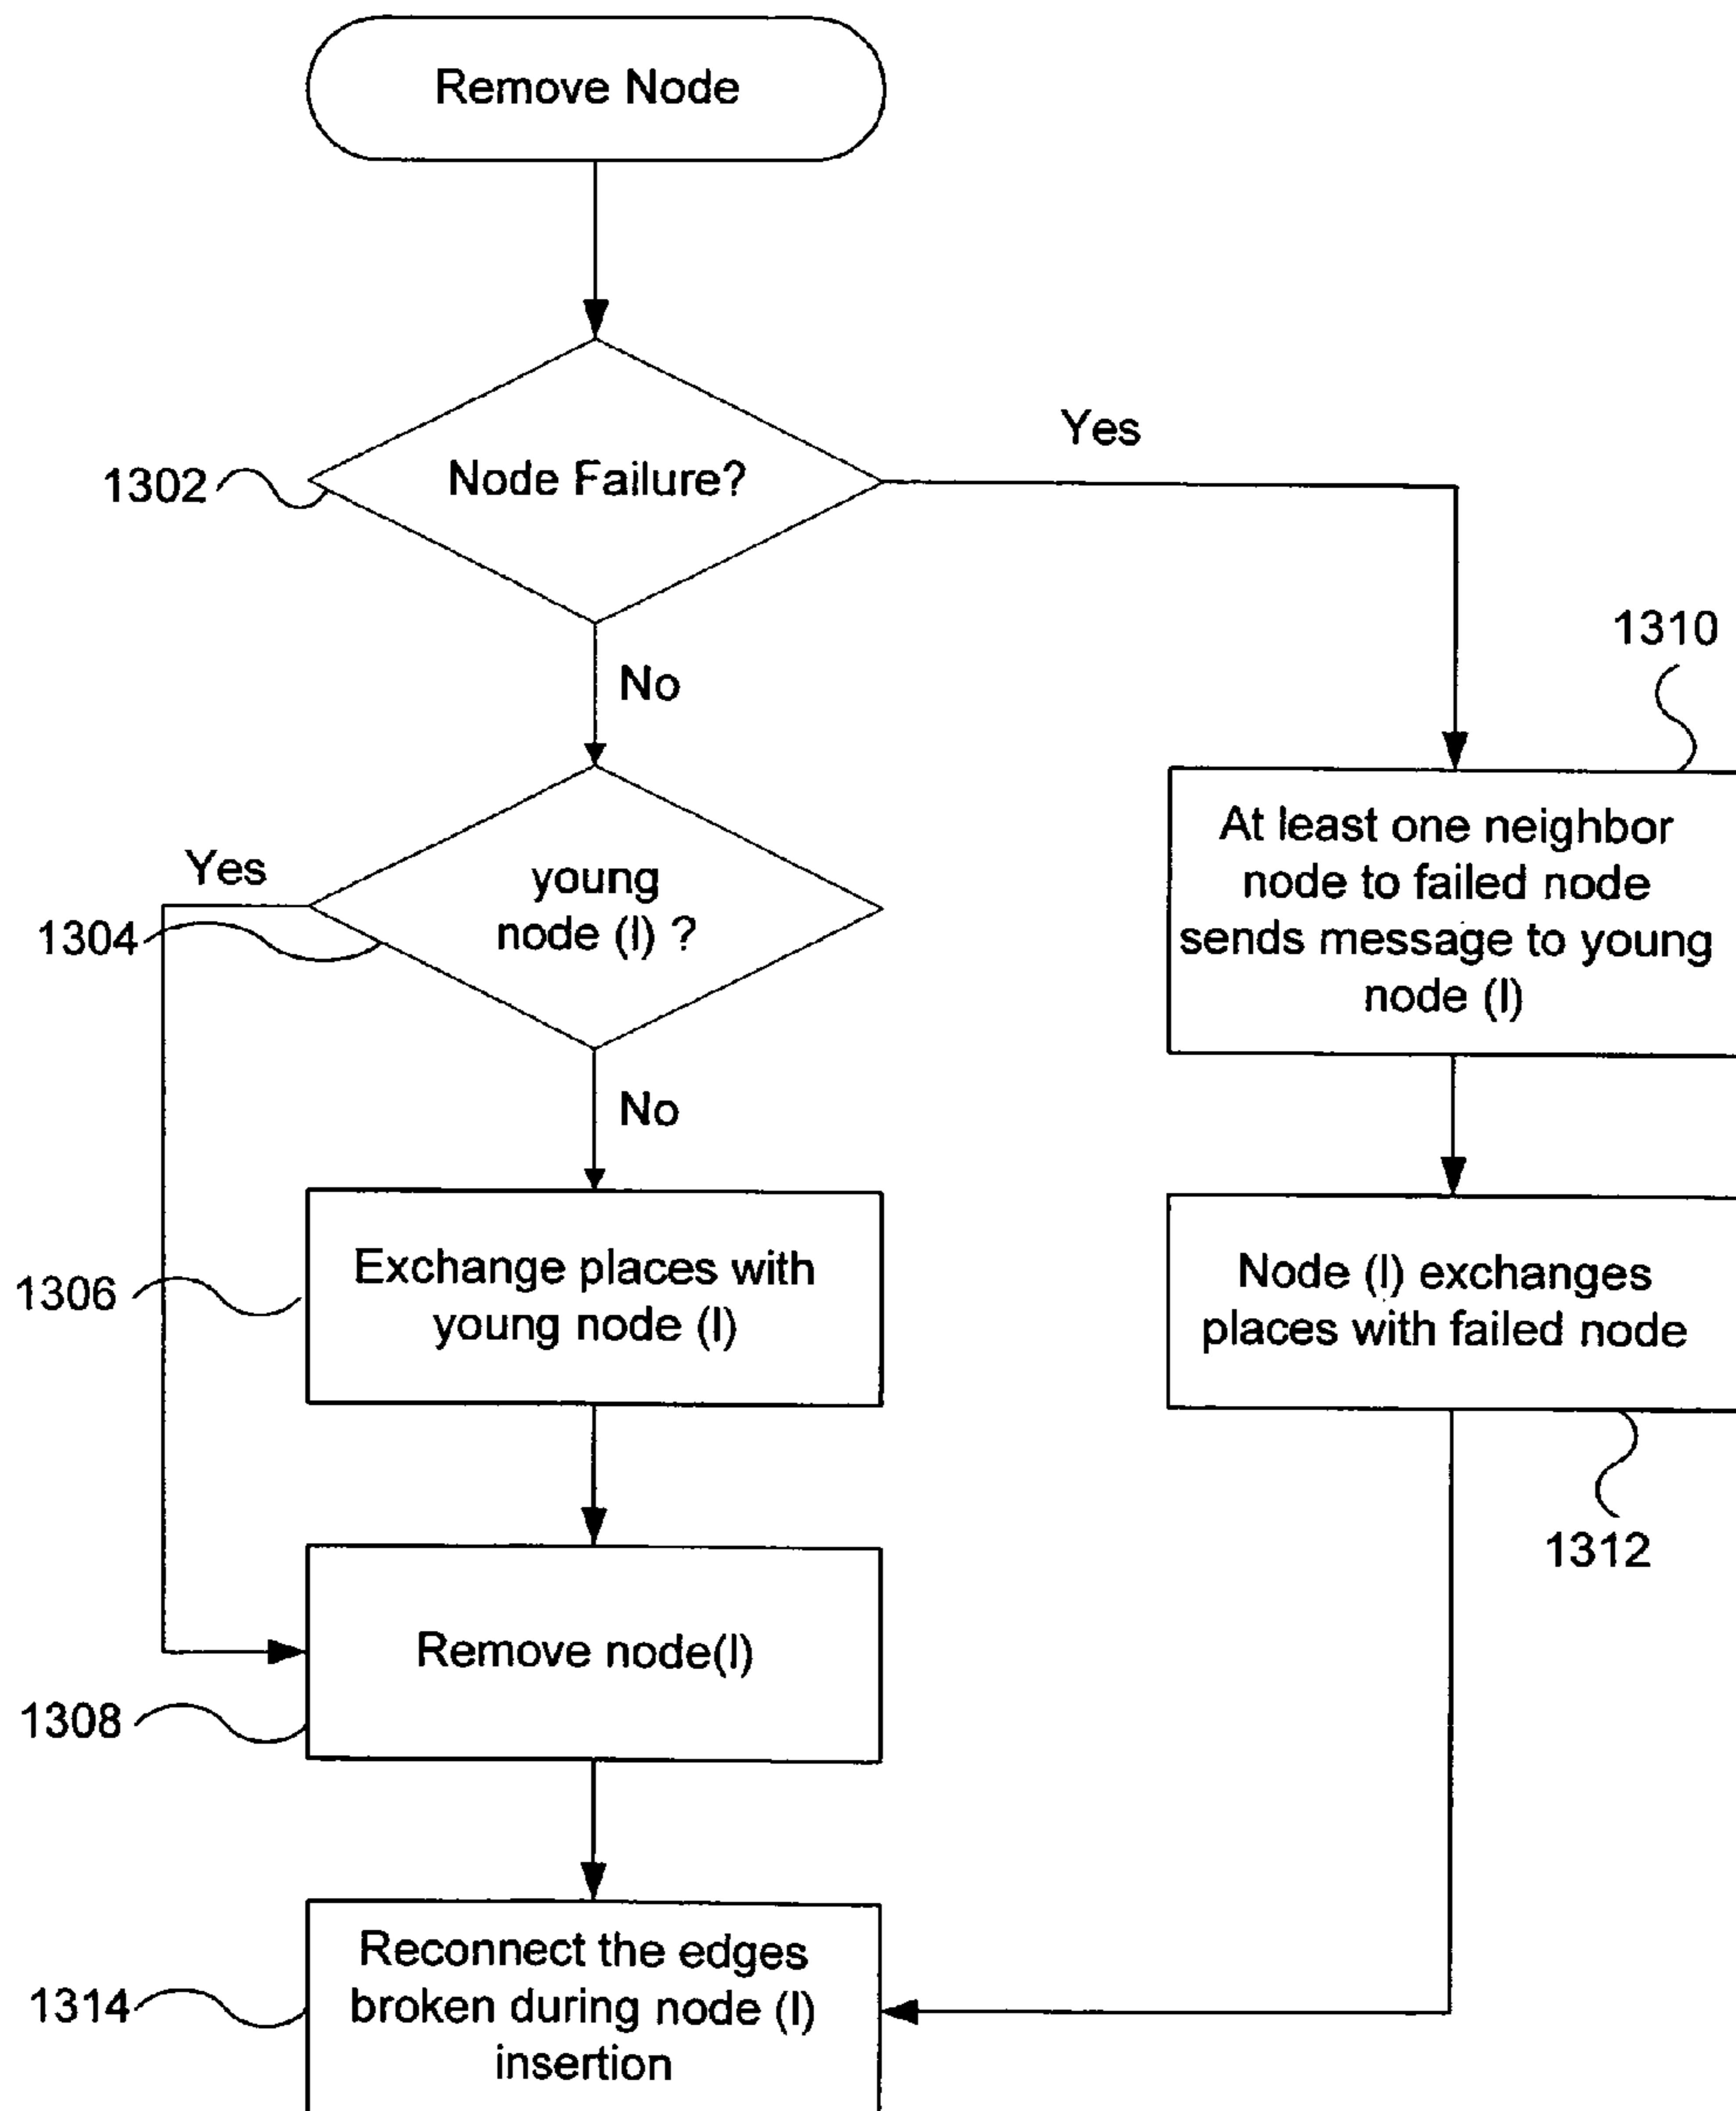 Remove Node
1302
Node Failure?
Yes
No
1310
Yes
1304
young
node (I) ?
At least one neighbor
node to failed node
sends message to young
node (I)
No
1306
Exchange places with
young node (I)
Node (I) exchanges
places with failed node
1312
1308
Remove node(I)
1314
Reconnect the edges
broken during node (I)
insertion